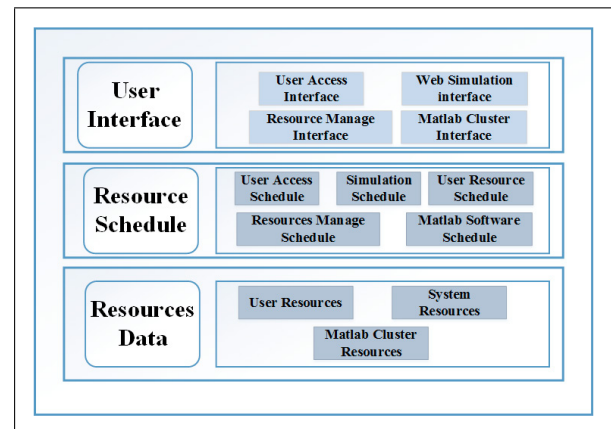 User
Interface
User Access
Interface
Web Simulation
interface
Resource Manage
Interface
Matlab Cluster
Interface
Resource
Schedule
User Access
Schedule
Simulation
Schedule
User Resource
Schedule
Resources Manage
Schedule
Matlab Software
Schedule
Resources
Data
User Resources
System
Resources
Matlab Cluster
Resources